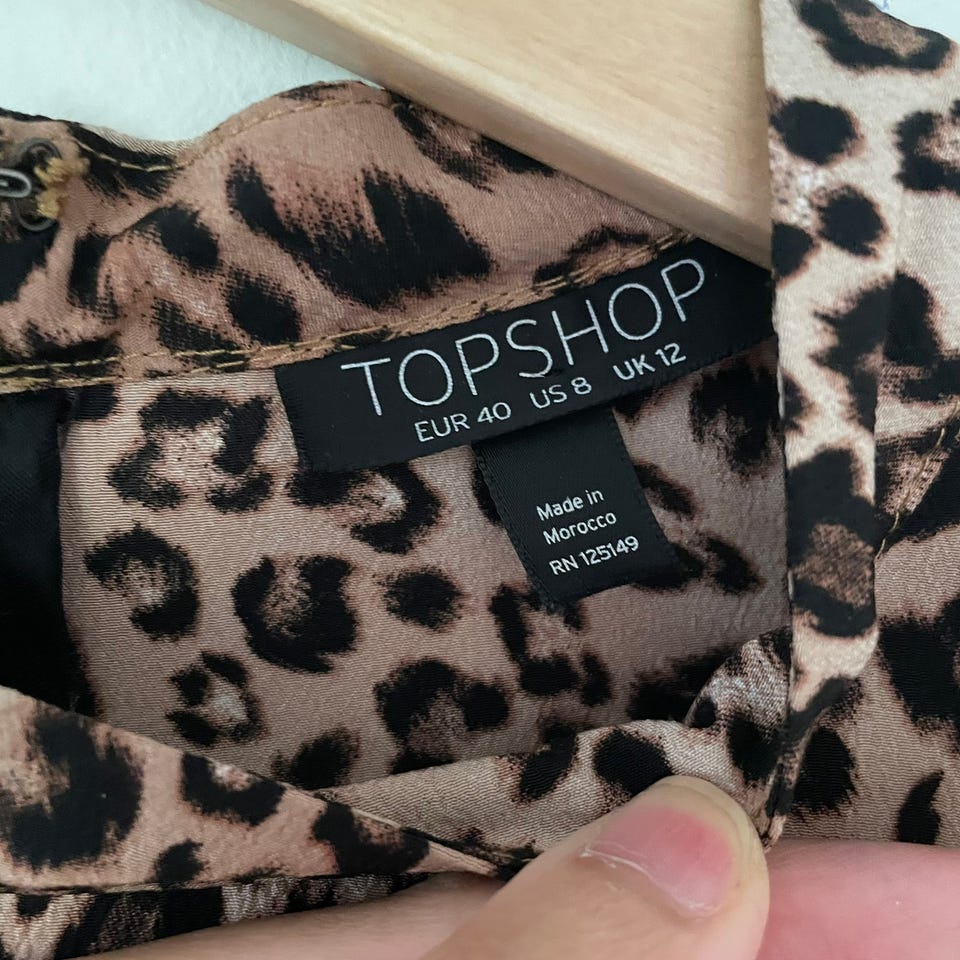 TOPSHOP
EUR 40 US 8 UK 12
Made in
Morocco
RN 125149